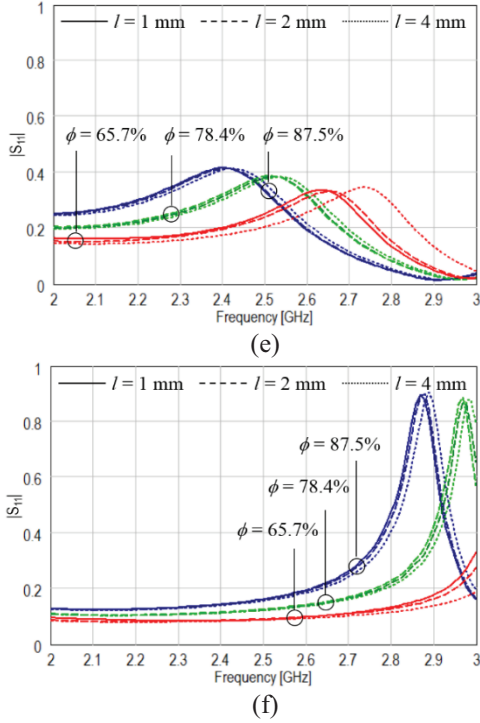 l = 1 mm l = 2 mm l = 4 mm
1
0.8
0.6
0.4
0.2
0
|S11|
ϕ = 65.7% ϕ = 78.4% ϕ = 87.5%
2 2.1 2.2 2.3 2.4 2.5 2.6 2.7 2.8 2.9 3
Frequency [GHz]
(e)
l = 1 mm l = 2 mm l = 4 mm
1
0.8
0.6
0.4
0.2
0
|S11|
ϕ = 87.5%
ϕ = 78.4%
ϕ = 65.7%
2 2.1 2.2 2.3 2.4 2.5 2.6 2.7 2.8 2.9 3
Frequency [GHz]
(f)